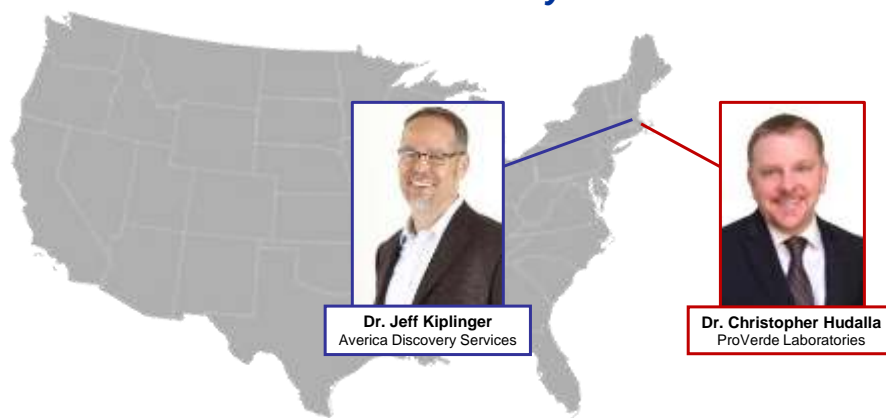 Dr. Jeff Kiplinger
Averica Discovery Services
Dr. Christopher Hudalla
ProVerde Laboratories